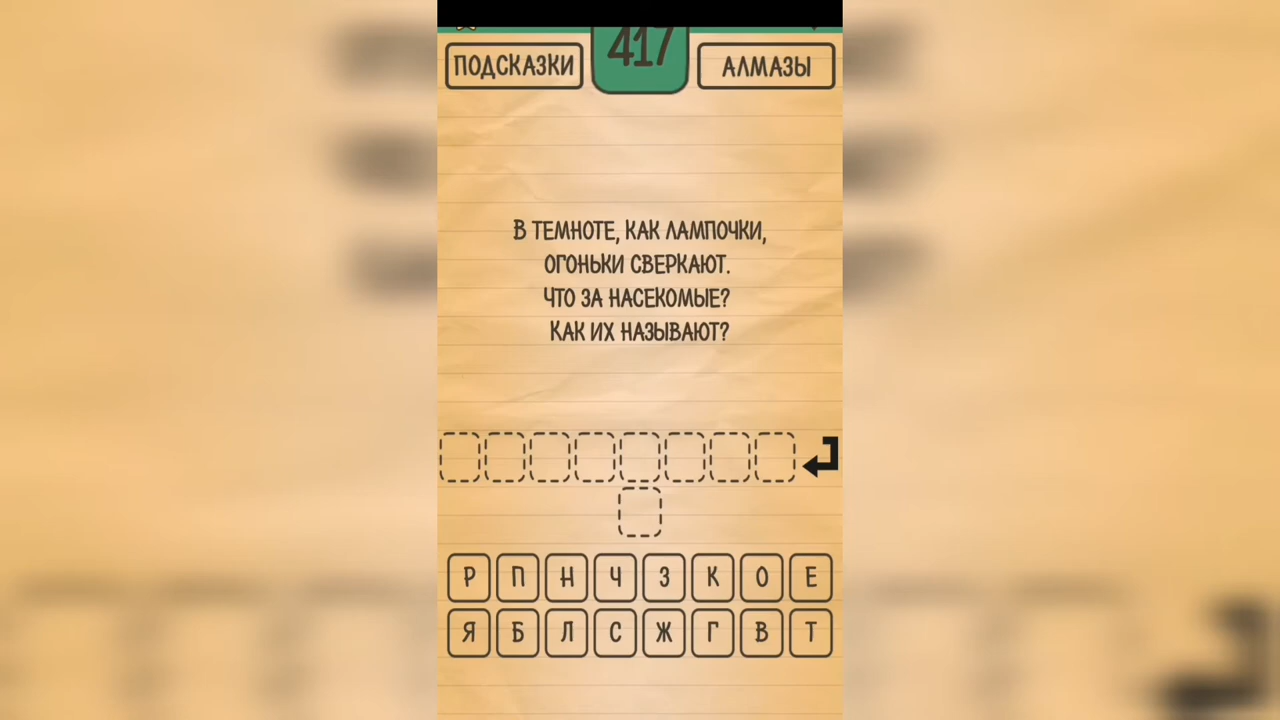 ПОДСКАЗКИ 417 АЛМАЗЫ
В ТЕМНОТЕ, КАК ЛАМПОЧКИ,
ОГОНЬКИ СВЕРКАЮТ.
ЧТО ЗА НАСЕКОМЫЕ?
КАК ИХ НАЗЫВАЮТ?
Р П Н Ч З К О Е
Я Б Л С Ж Г В Т